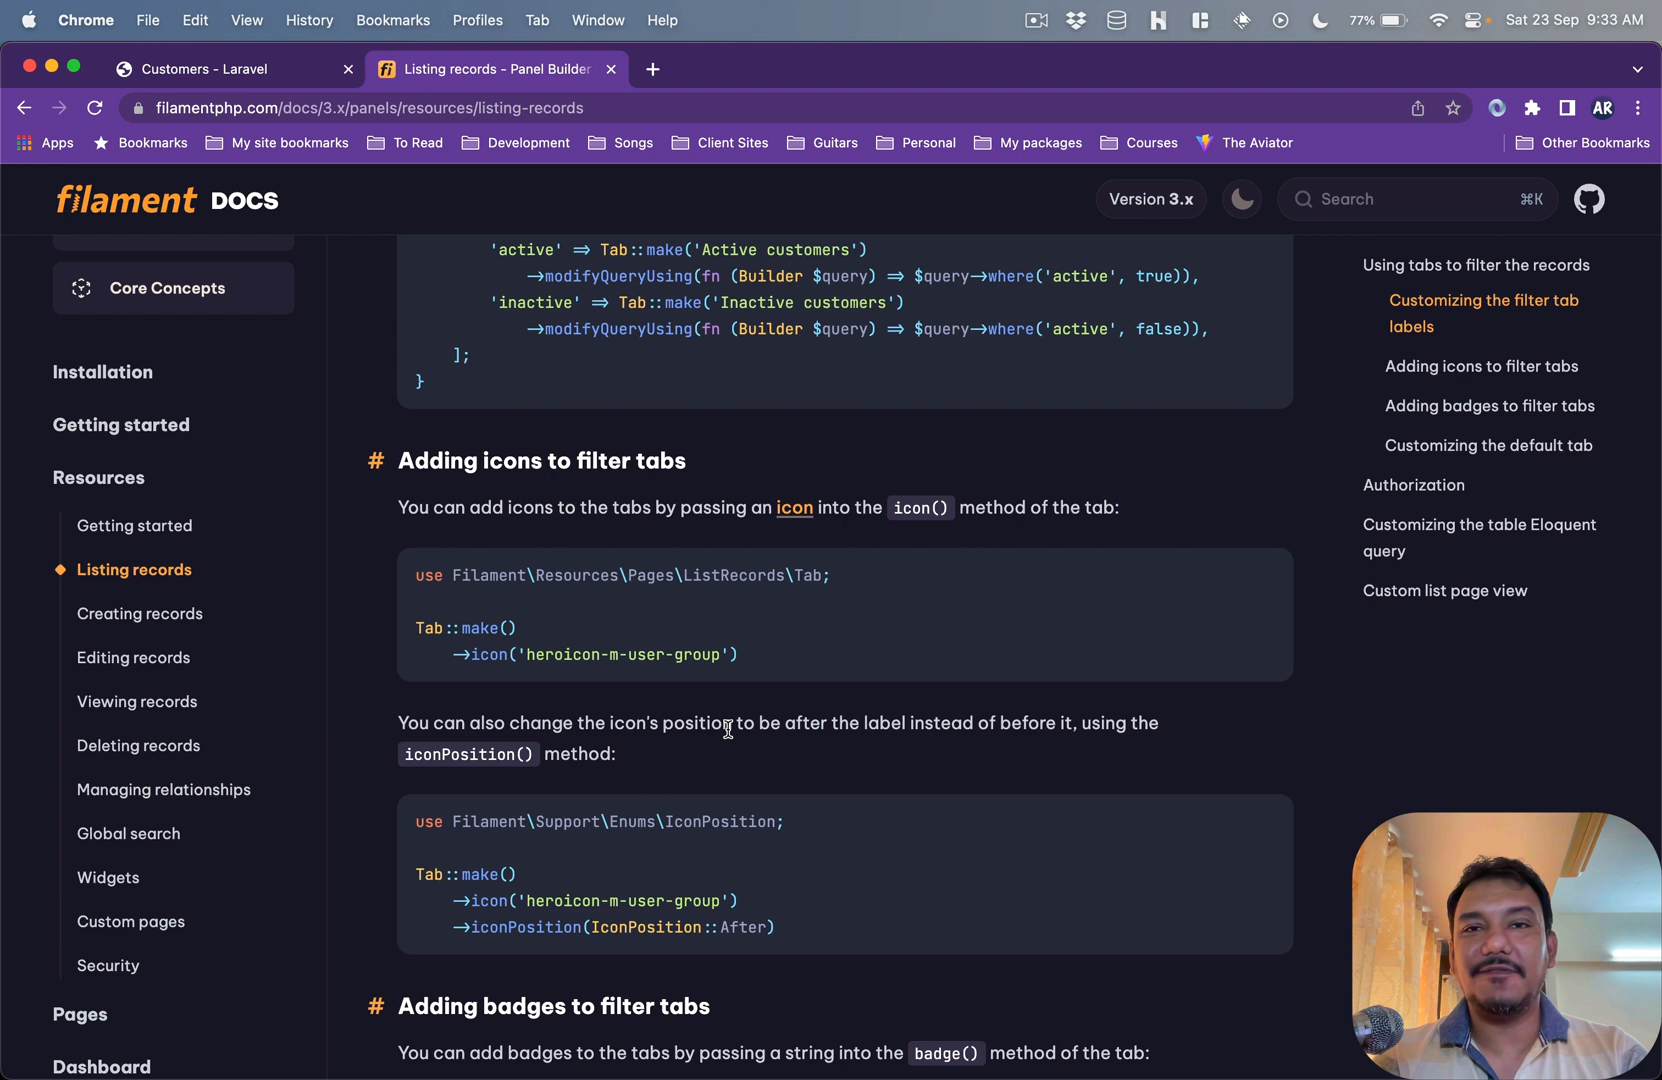 Chrome File Edit View History Bookmarks Profiles Tab Window Help 77% Sat 23 Sep 9:33 AM
Customers - Laravel
Listing records - Panel Builder
filamentphp.com/docs/3.x/panels/resources/listing-records
AR
Apps Bookmarks My site bookmarks To Read Development Songs Client Sites Guitars Personal My packages Courses The Aviator Other Bookmarks
filament DOCS
Version 3.x
Search ⌘K
Core Concepts
Installation
Getting started
Resources
Getting started
Listing records
Creating records
Editing records
Viewing records
Deleting records
Managing relationships
Global search
Widgets
Custom pages
Security
Pages
Dashboard
'active' => Tab::make('Active customers')
->modifyQueryUsing(fn (Builder $query) => $query->where('active', true)),
'inactive' => Tab::make('Inactive customers')
->modifyQueryUsing(fn (Builder $query) => $query->where('active', false)),
];
}
# Adding icons to filter tabs
You can add icons to the tabs by passing an icon into the icon() method of the tab:
use Filament\Resources\Pages\ListRecords\Tab;
Tab::make()
->icon('heroicon-m-user-group')
You can also change the icon's position to be after the label instead of before it, using the
iconPosition() method:
use Filament\Support\Enums\IconPosition;
Tab::make()
->icon('heroicon-m-user-group')
->iconPosition(IconPosition::After)
# Adding badges to filter tabs
You can add badges to the tabs by passing a string into the badge() method of the tab:
Using tabs to filter the records
Customizing the filter tab
labels
Adding icons to filter tabs
Adding badges to filter tabs
Customizing the default tab
Authorization
Customizing the table Eloquent
query
Custom list page view